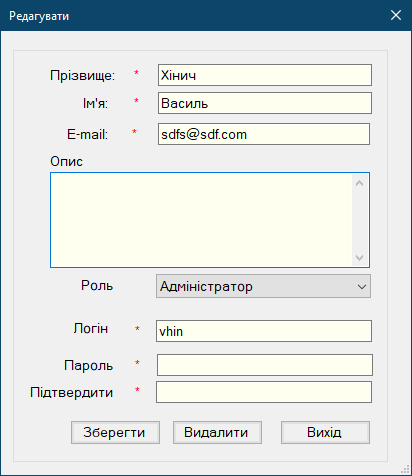 Редагувати
Прізвище: * Хінич
Ім'я: * Василь
E-mail: * sdfs@sdf.com
Опис
Роль Адміністратор
Логін * vhin
Пароль *
Підтвердити *
Зберегти Видалити Вихід